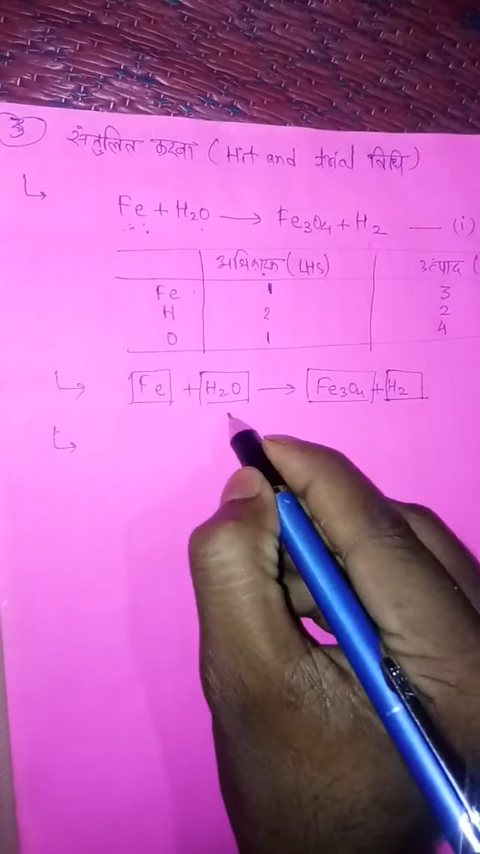 3 संतुलित करना (Hit and trial विधि)
Fe + H2O → Fe3O4 + H2 — (i)
अभिकारक (LHS) उत्पाद (
Fe 1 3
H 2 2
O 1 4
Fe + H2O → Fe3O4 + H2